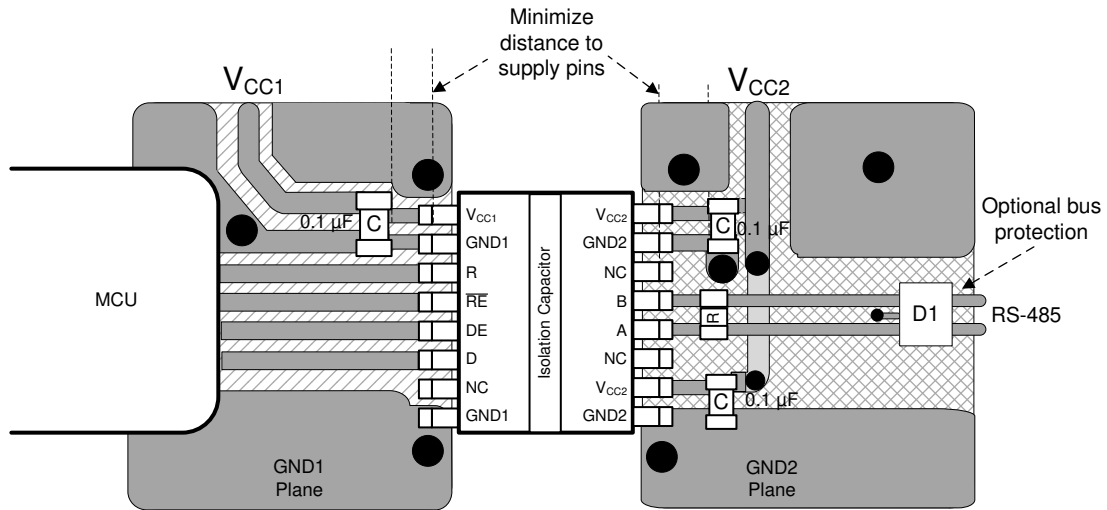 Minimize
distance to
supply pins
VCC1
VCC2
Optional bus
protection
0.1 µF
C
C
0.1 µF
MCU
VCC1
GND1
R
RE
DE
D
NC
GND1
Isolation Capacitor
VCC2
GND2
NC
B
A
NC
VCC2
GND2
R
D1
RS-485
C
0.1 µF
GND1
Plane
GND2
Plane